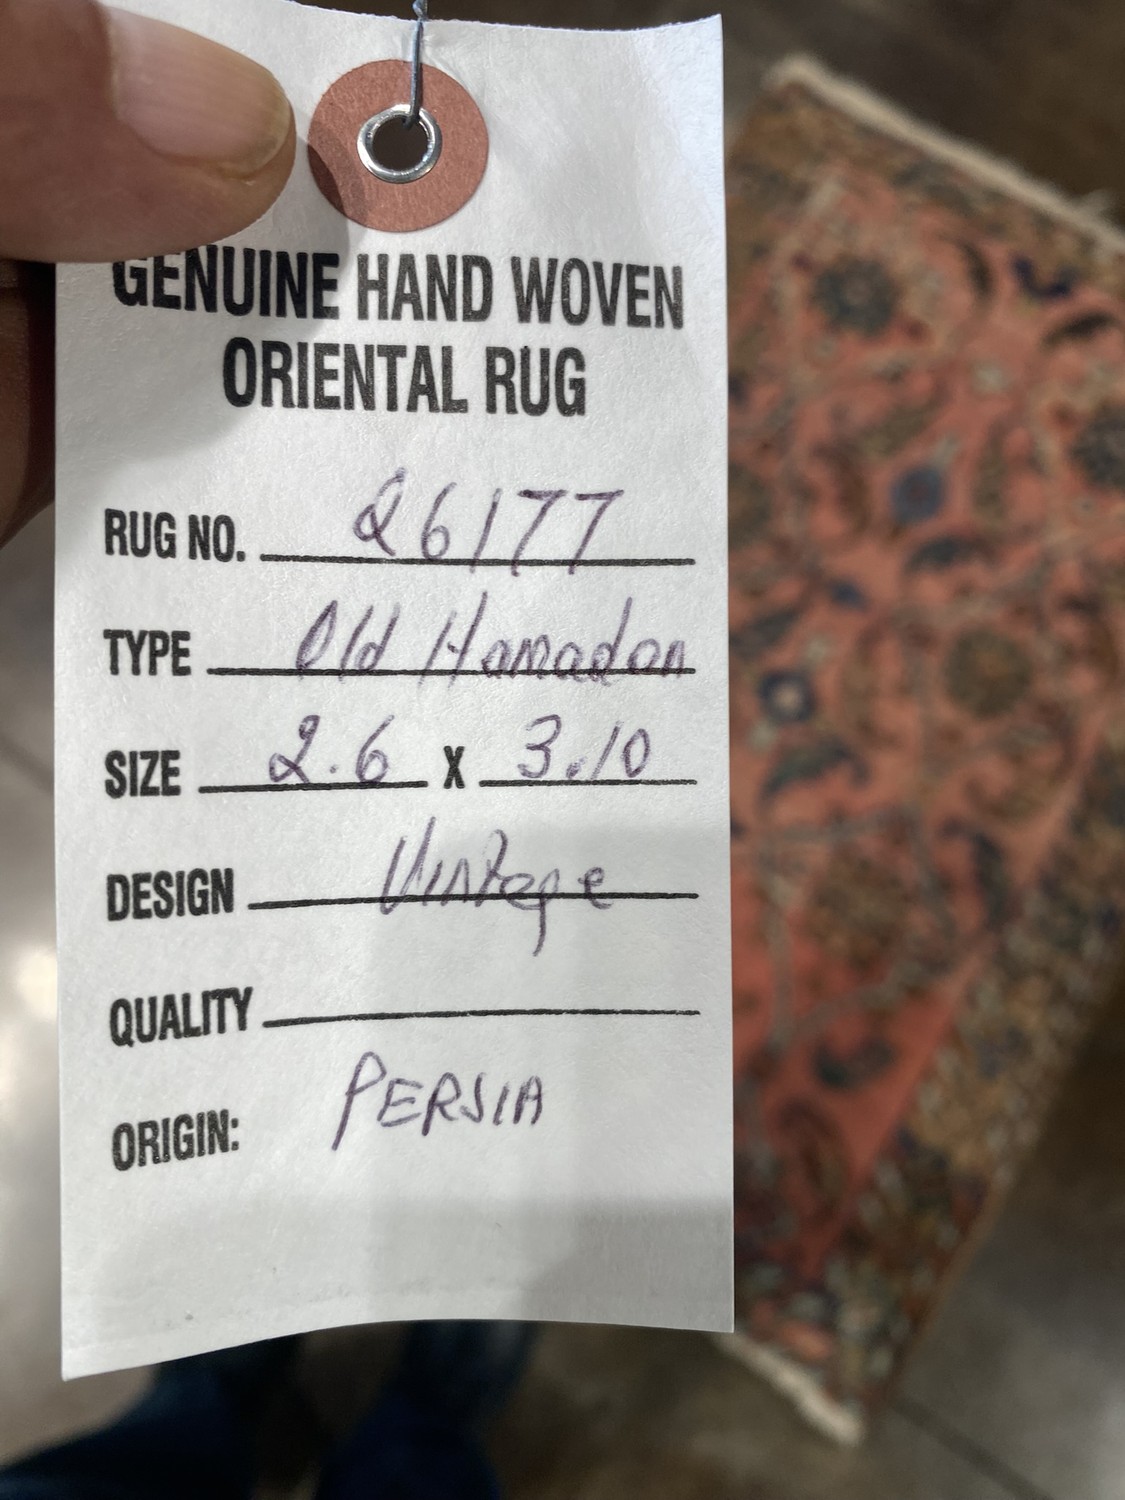 GENUINE HAND WOVEN
ORIENTAL RUG
RUG NO. 26177
TYPE Old Hamadan
SIZE 2.6 X 3.10
DESIGN Vintage
QUALITY
ORIGIN: PERSIA